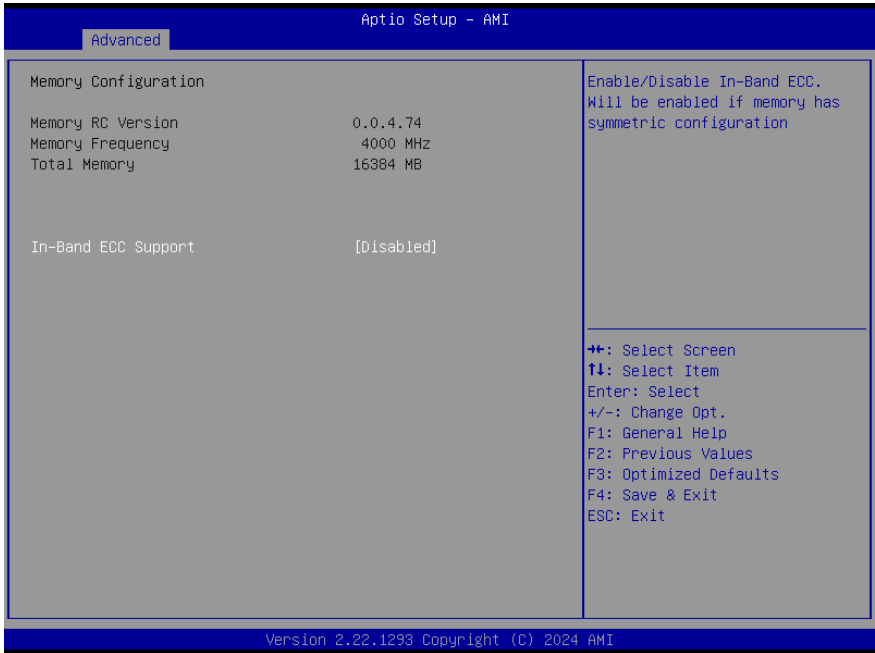 Aptio Setup – AMI
Advanced
Memory Configuration
Memory RC Version 0.0.4.74
Memory Frequency 4000 MHz
Total Memory 16384 MB
In-Band ECC Support [Disabled]
Enable/Disable In-Band ECC.
Will be enabled if memory has
symmetric configuration
→←: Select Screen
↑↓: Select Item
Enter: Select
+/-: Change Opt.
F1: General Help
F2: Previous Values
F3: Optimized Defaults
F4: Save & Exit
ESC: Exit
Version 2.22.1293 Copyright (C) 2024 AMI